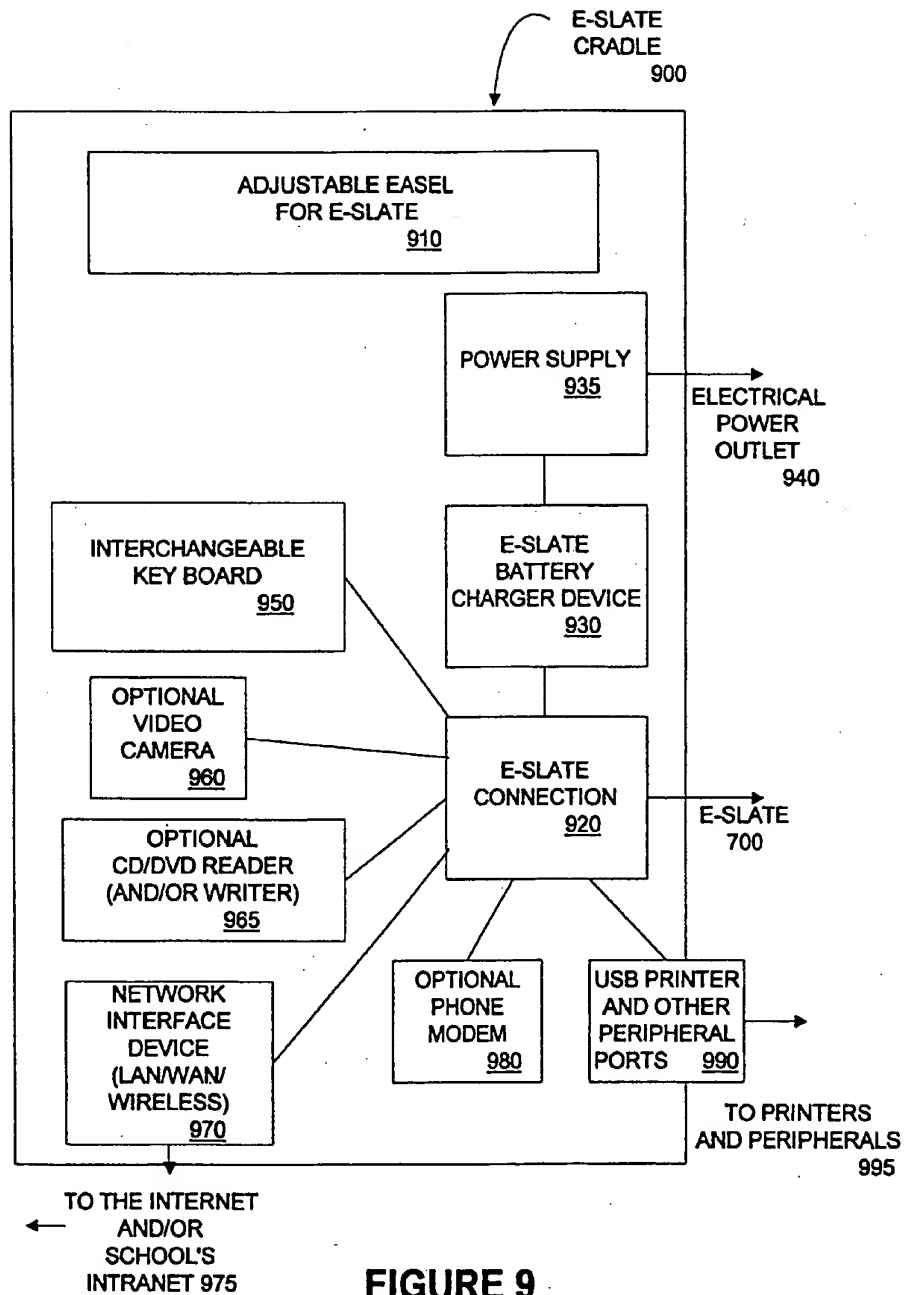 E-SLATE
CRADLE
900
ADJUSTABLE EASEL
FOR E-SLATE
910
POWER SUPPLY
935
ELECTRICAL
POWER
OUTLET
940
INTERCHANGEABLE
KEY BOARD
950
E-SLATE
BATTERY
CHARGER DEVICE
930
OPTIONAL
VIDEO
CAMERA
960
E-SLATE
CONNECTION
920
E-SLATE
700
OPTIONAL
CD/DVD READER
(AND/OR WRITER)
965
NETWORK
INTERFACE
DEVICE
(LAN/WAN/
WIRELESS)
970
OPTIONAL
PHONE
MODEM
980
USB PRINTER
AND OTHER
PERIPHERAL
PORTS 990
TO PRINTERS
AND PERIPHERALS
995
TO THE INTERNET
AND/OR
SCHOOL'S
INTRANET 975
FIGURE 9